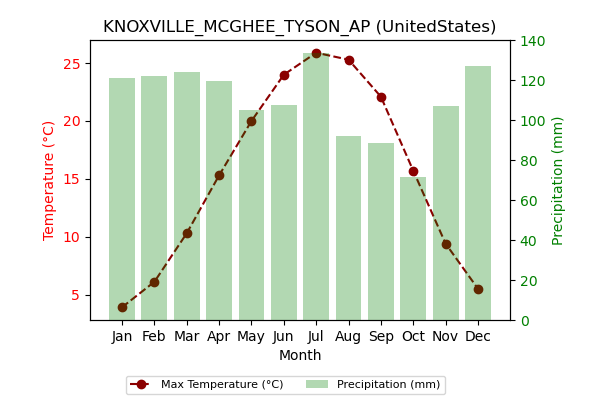 KNOXVILLE_MCGHEE_TYSON_AP (UnitedStates)
Temperature (°C)
25
20
15
10
5
140
120
100
80
60
40
20
0
Precipitation (mm)
Jan Feb Mar Apr May Jun Jul Aug Sep Oct Nov Dec
Month
Max Temperature (°C) Precipitation (mm)